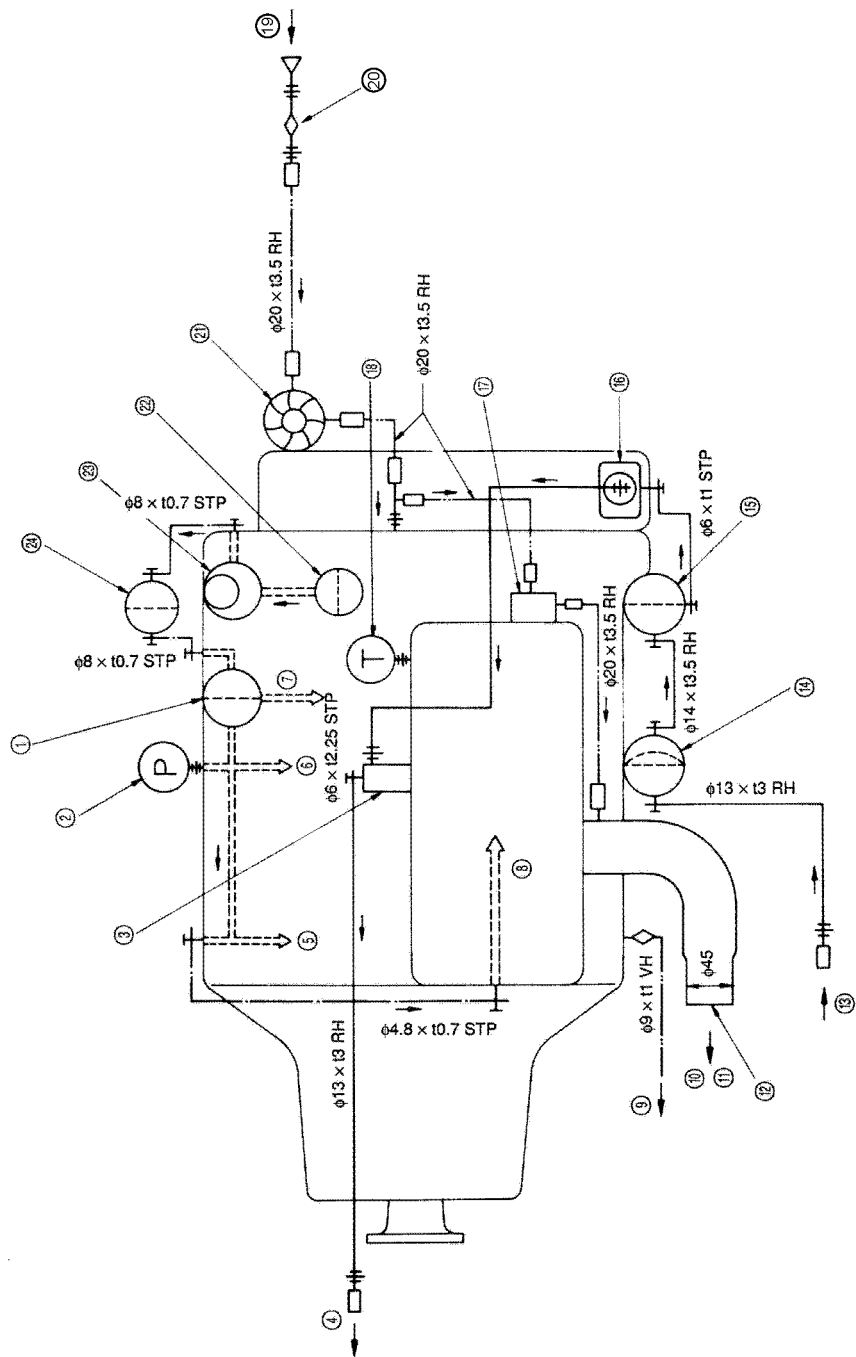 ⑲
⑳
φ20 × t3.5 RH
㉑
φ20 × t3.5 RH
⑱
㉒
⑰
㉓
φ8 × t0.7 STP
⑯
㉔
φ6 × t1 STP
⑮
T
φ8 × t0.7 STP
φ20 × t3.5 RH
φ14 × t3.5 RH
⑦
⑭
①
φ6 × t2.25 STP
P
⑥
②
φ13 × t3 RH
⑧
③
⑤
φ45
φ4.8 × t0.7 STP
φ9 × t1 VH
⑬
φ13 × t3 RH
⑩
⑪
⑫
⑨
④